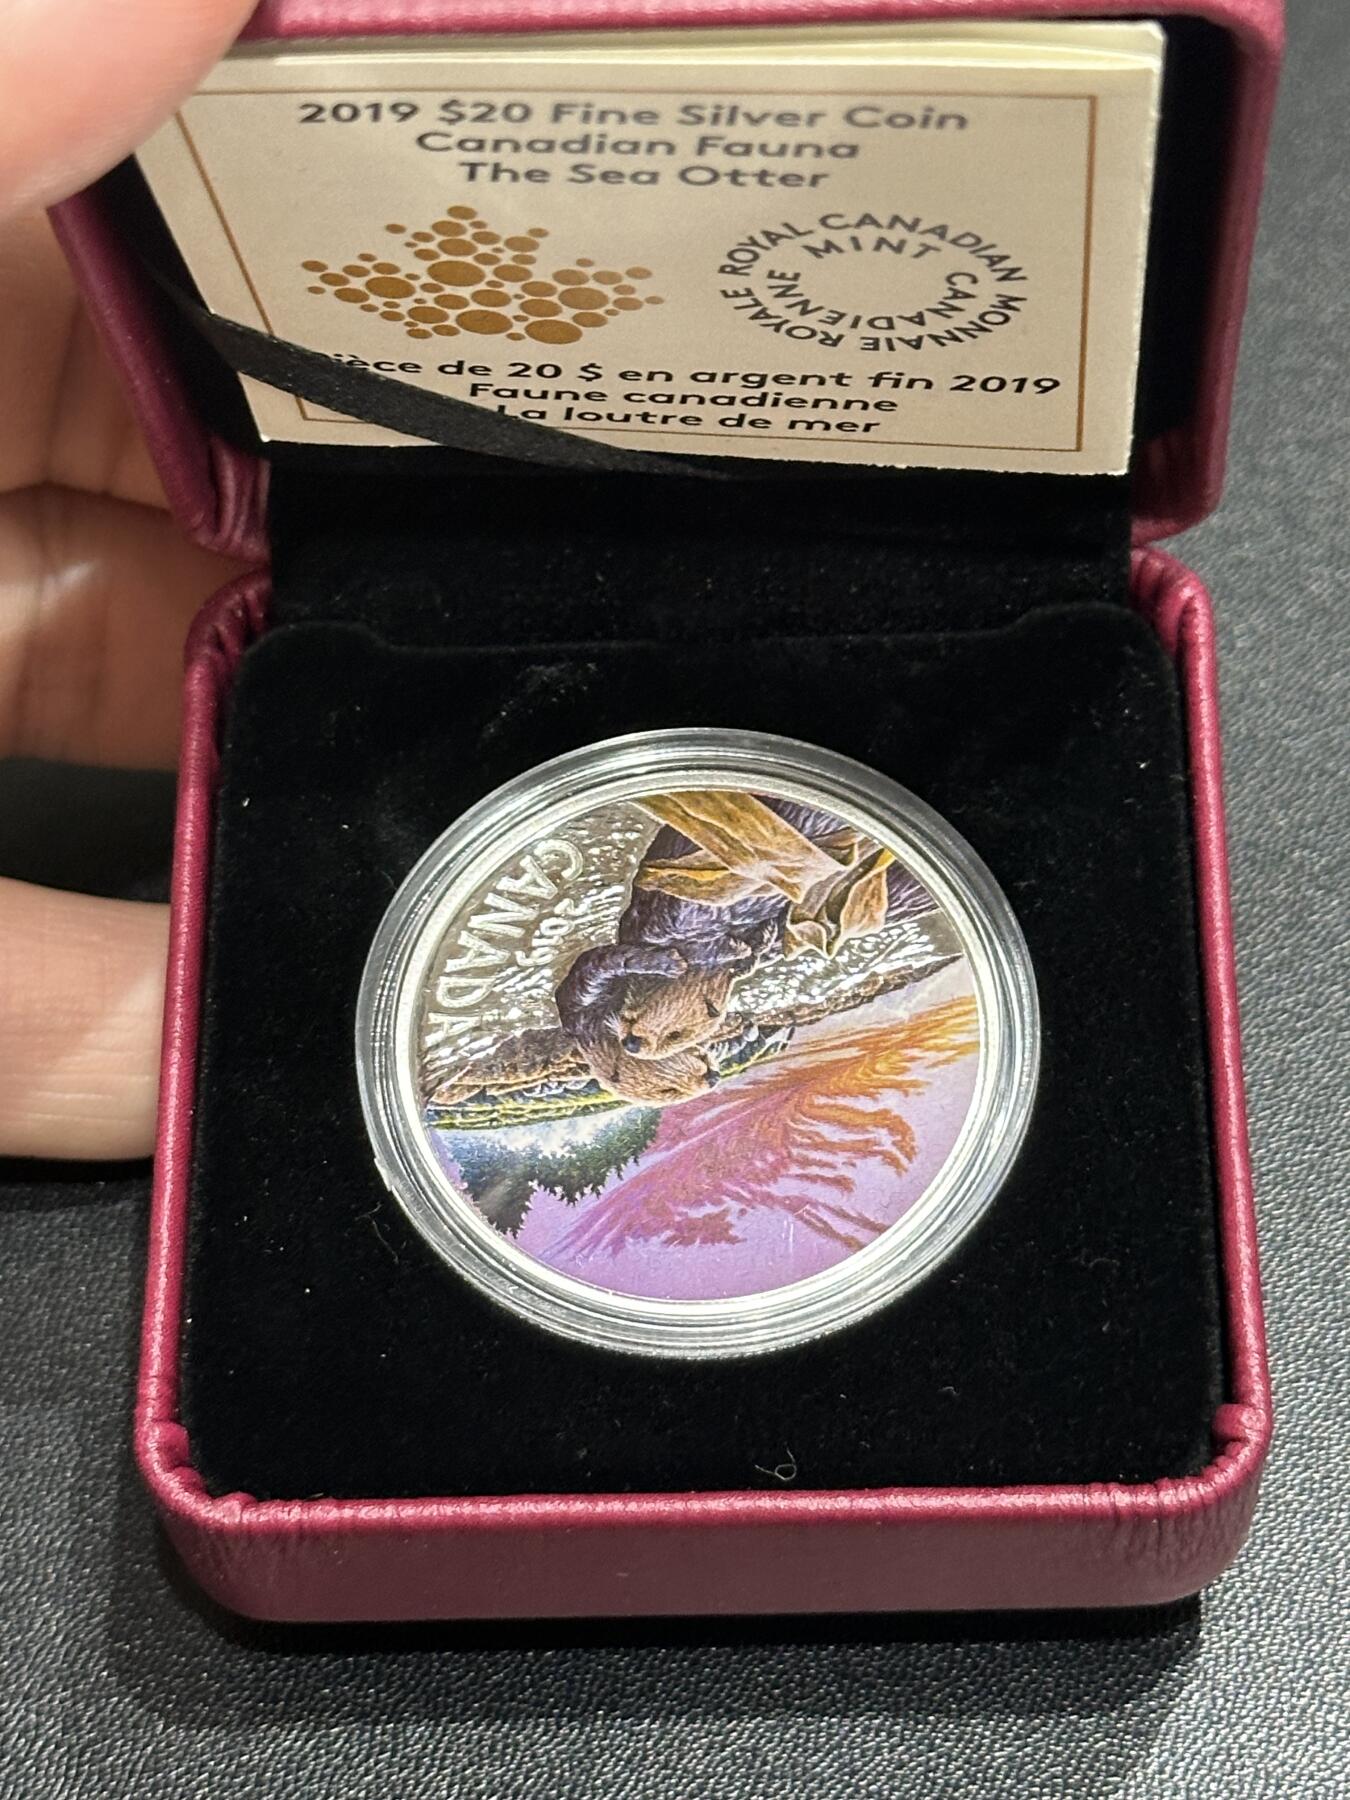 2019 $20 Fine Silver Coin
Canadian Fauna
The Sea Otter
ROYAL CANADIAN MINT
MONNAIE ROYALE CANADIENNE
ièce de 20 $ en argent fin 2019
Faune canadienne
La loutre de mer
CANADA
2019